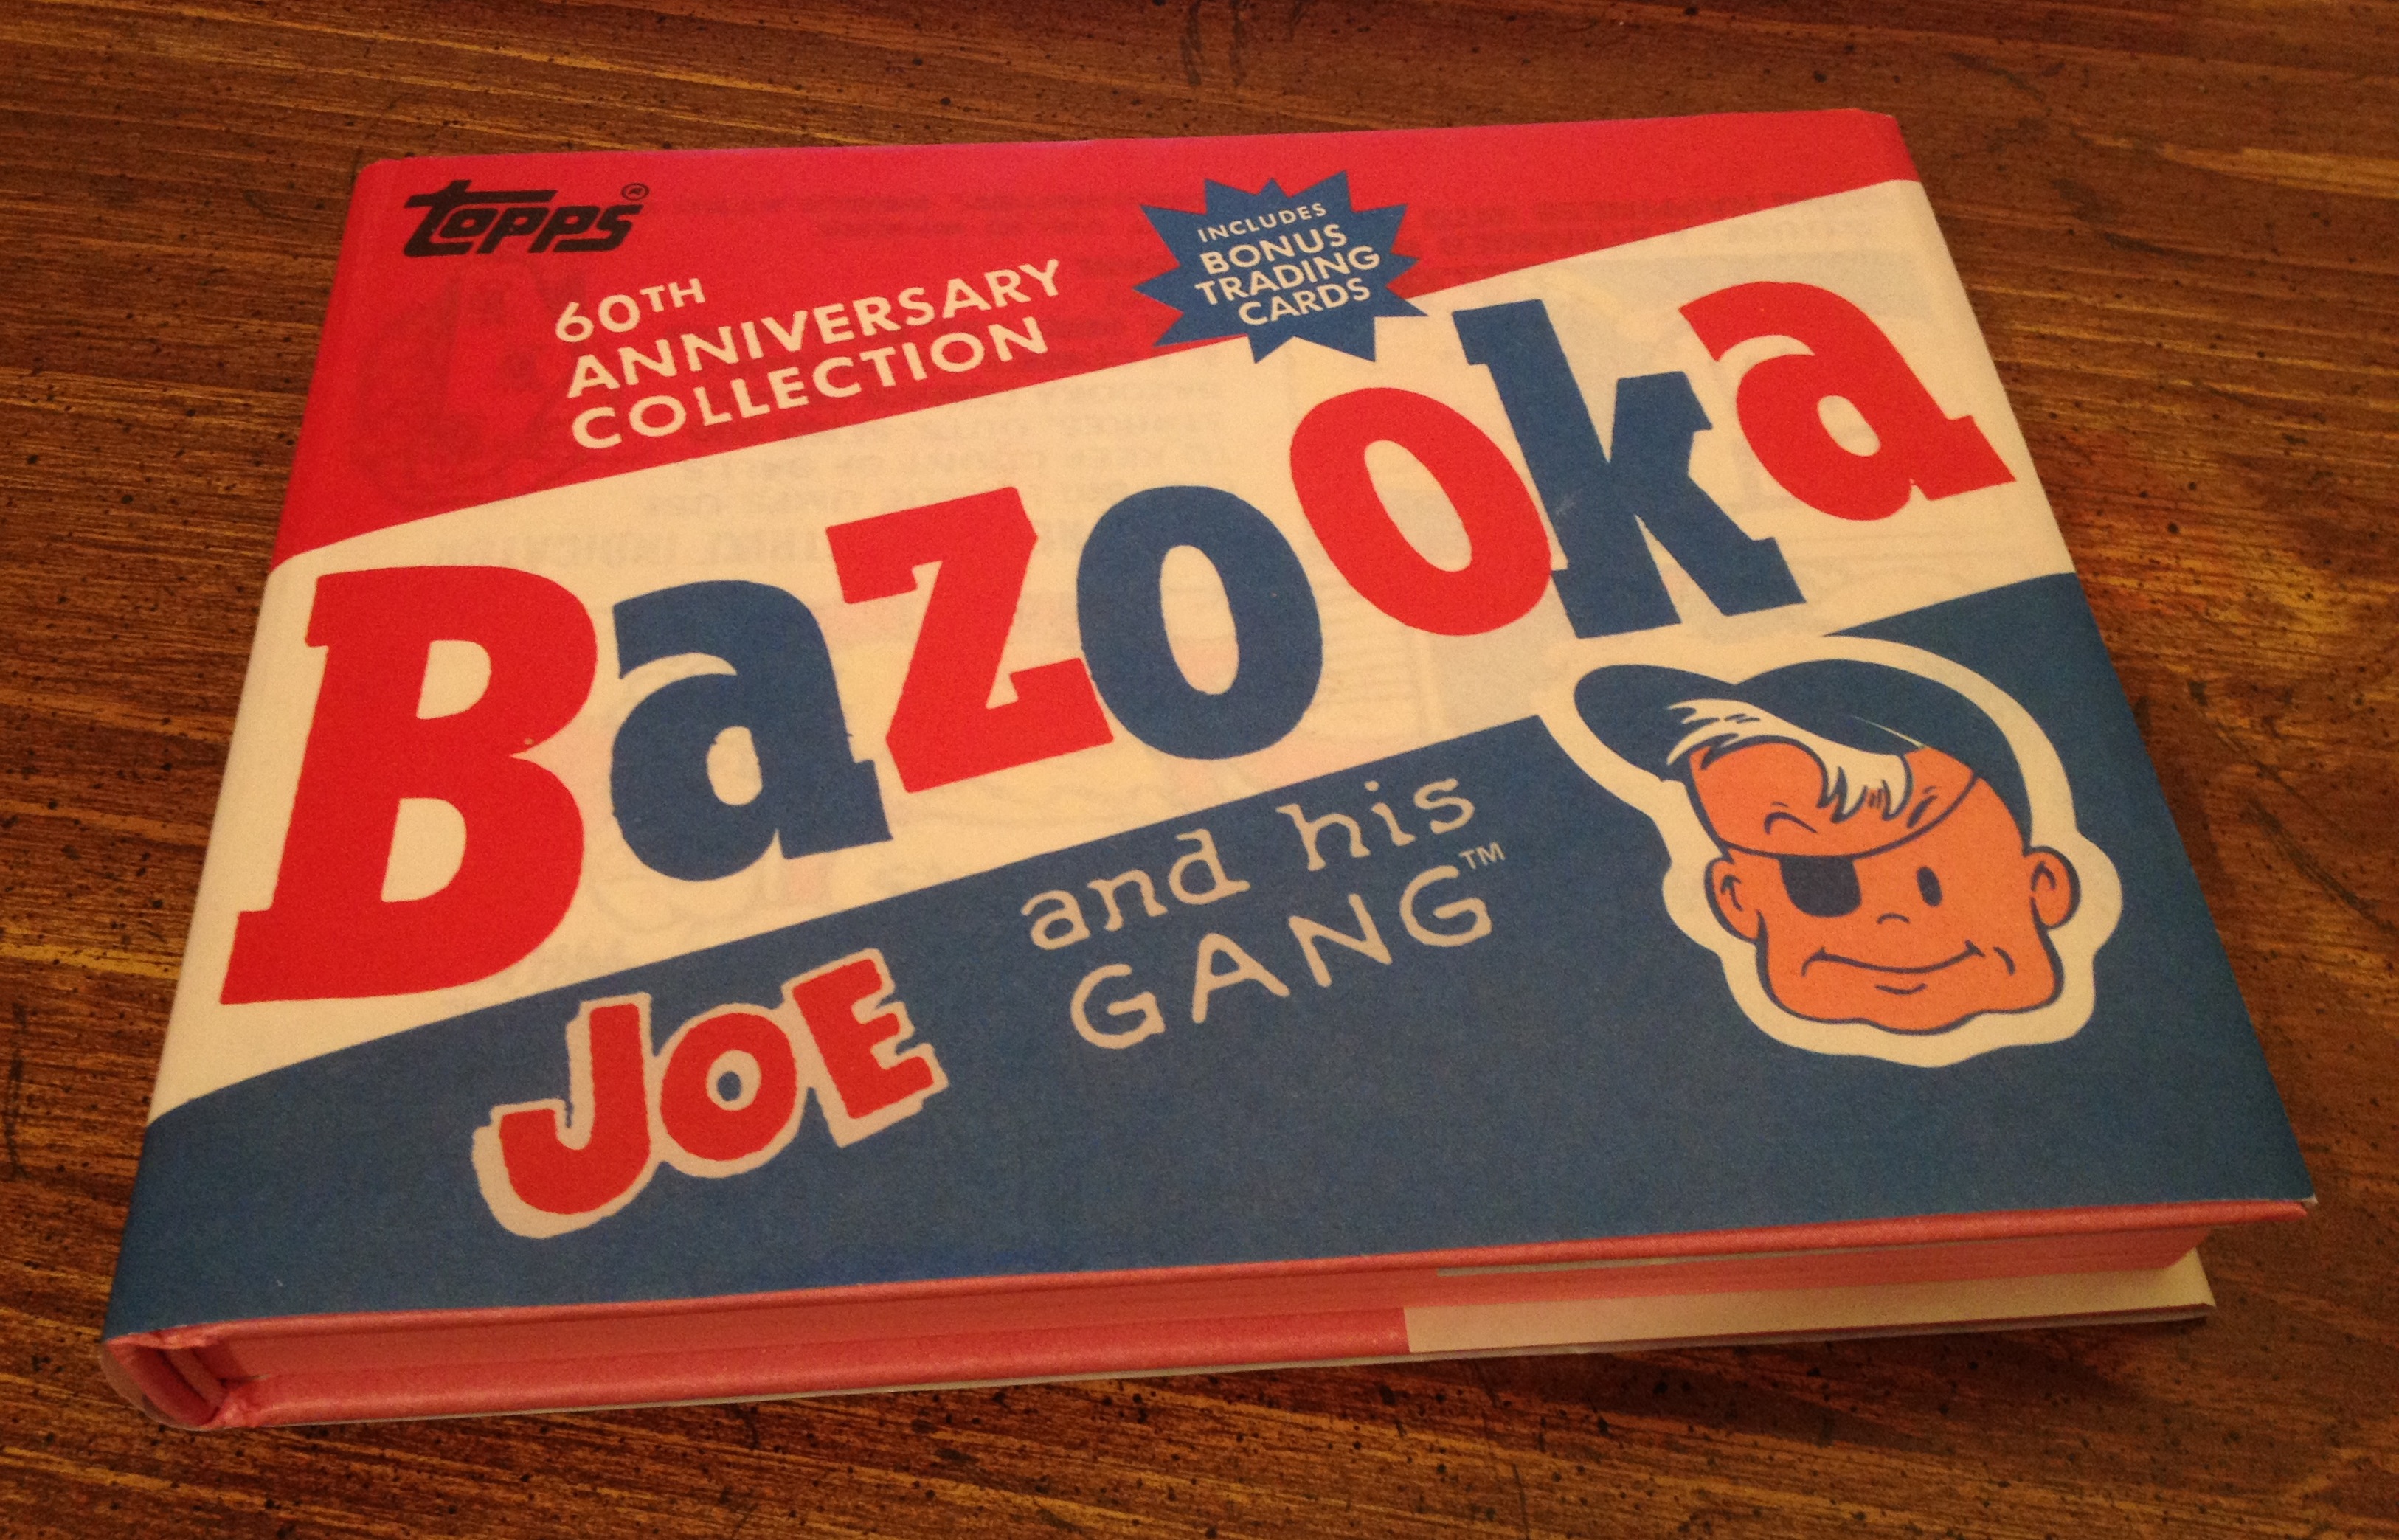 topps®
60TH
ANNIVERSARY
COLLECTION
INCLUDES
BONUS
TRADING
CARDS
Bazooka
JOE and his
GANG™